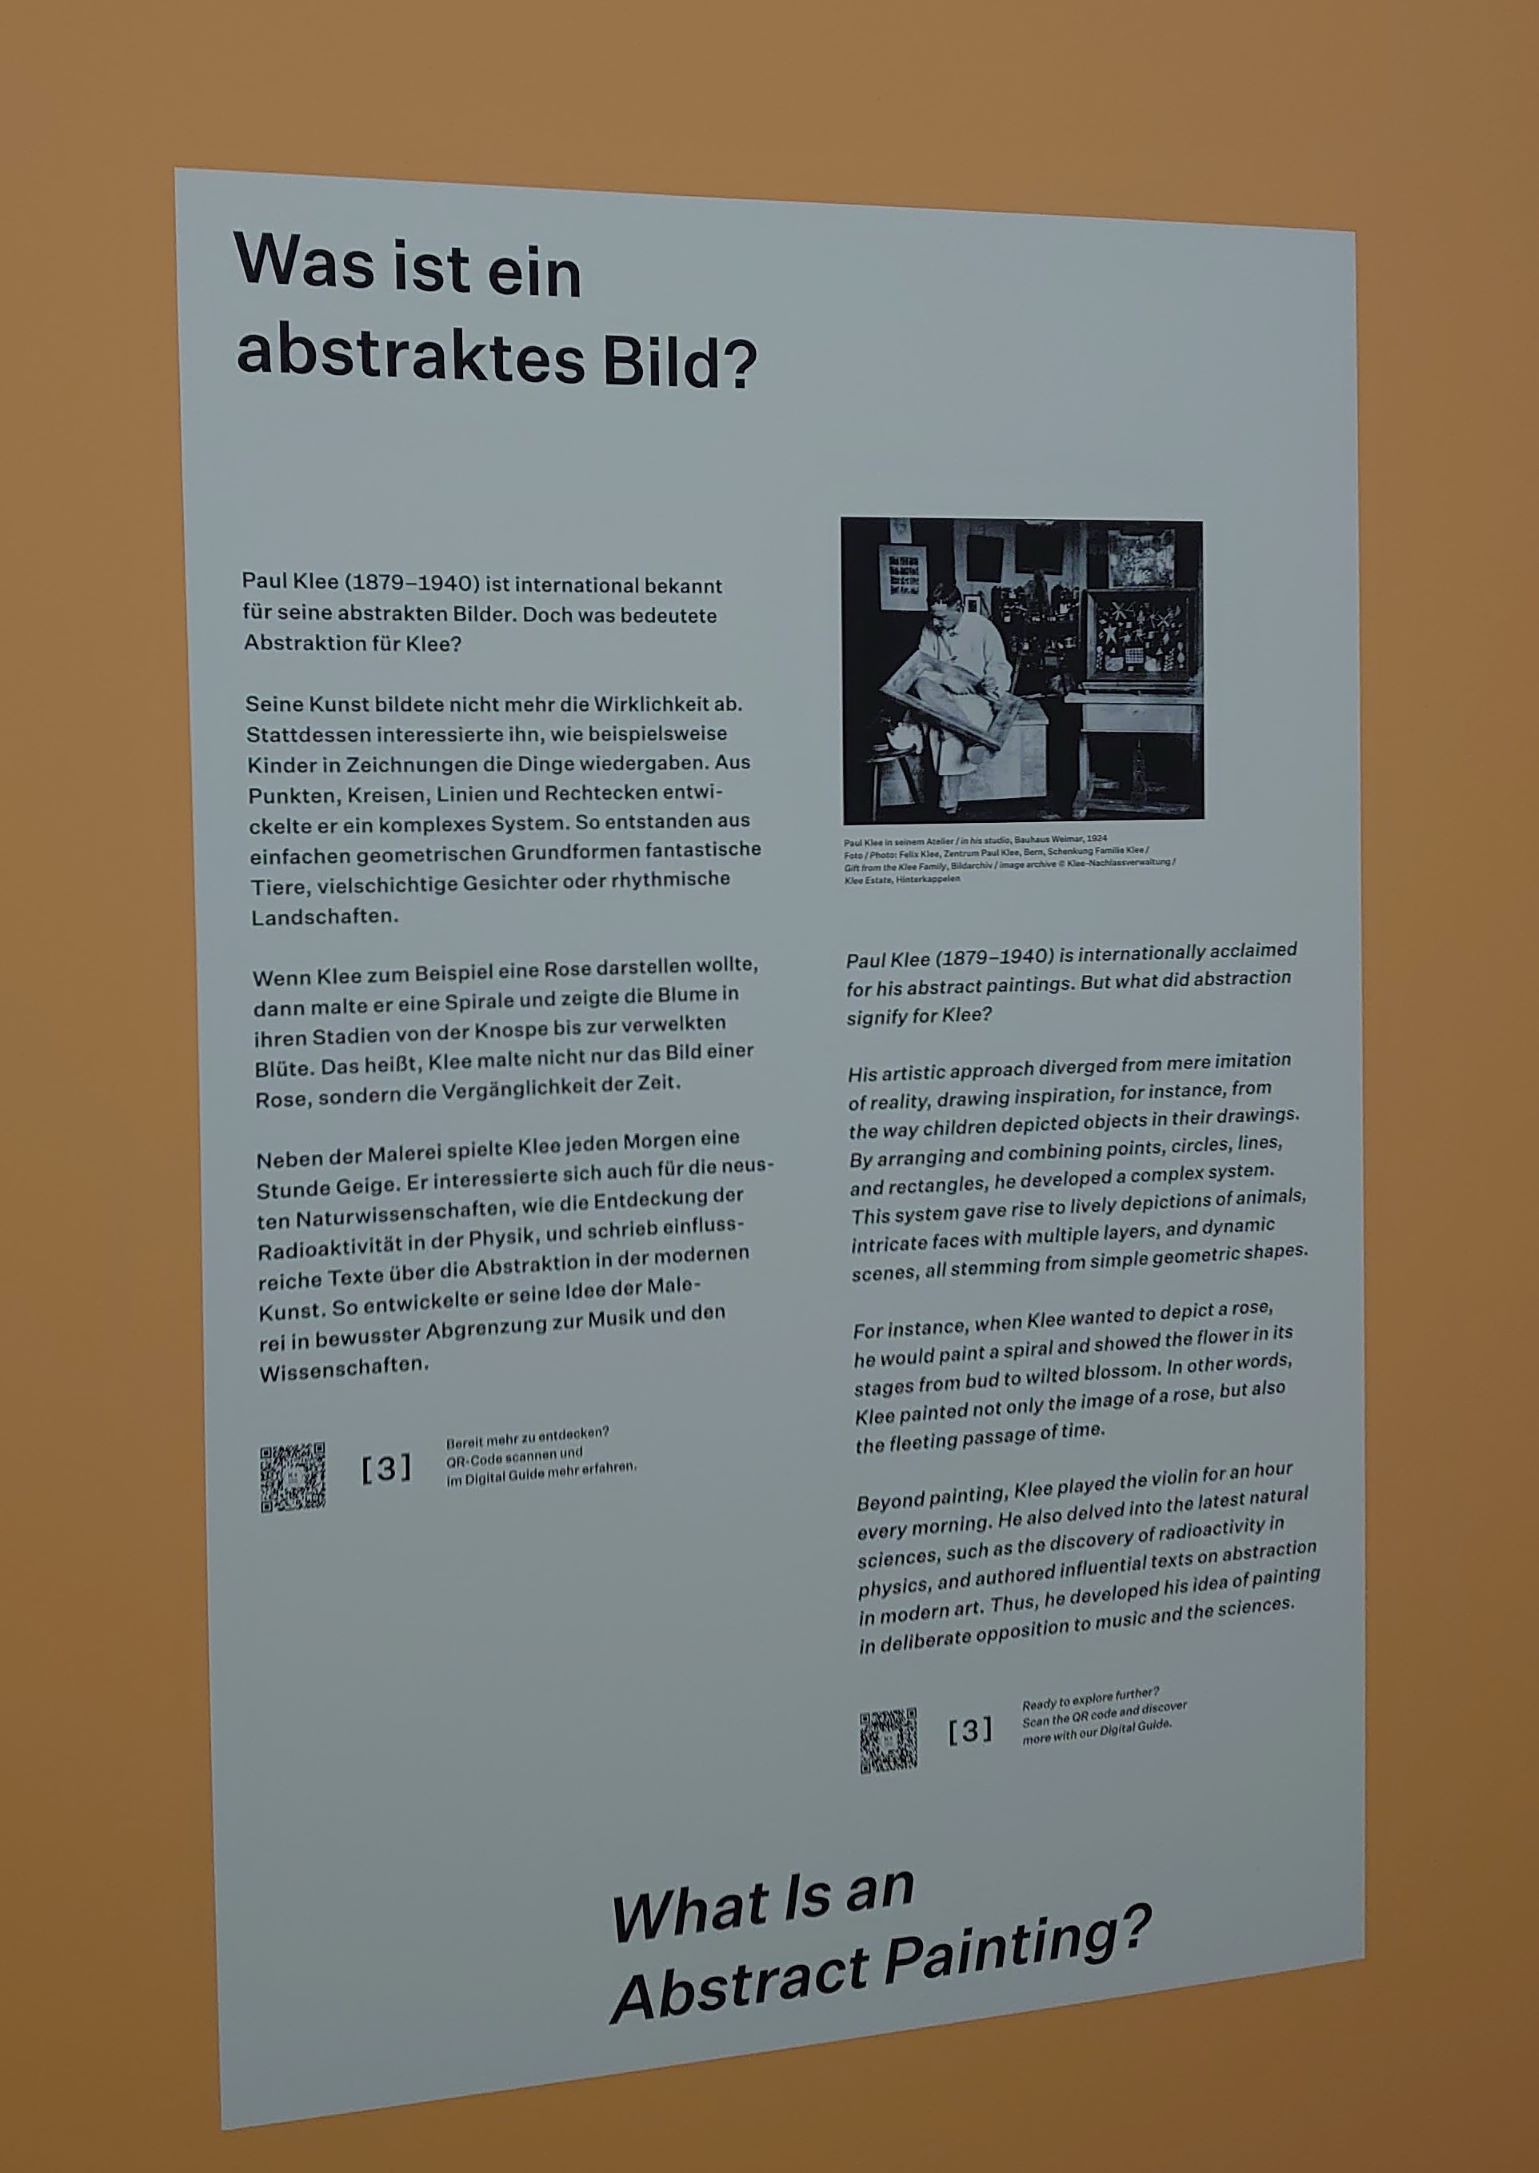 Was ist ein
abstraktes Bild?
Paul Klee (1879–1940) ist international bekannt
für seine abstrakten Bilder. Doch was bedeutete
Abstraktion für Klee?
Seine Kunst bildete nicht mehr die Wirklichkeit ab.
Stattdessen interessierte ihn, wie beispielsweise
Kinder in Zeichnungen die Dinge wiedergaben. Aus
Punkten, Kreisen, Linien und Rechtecken entwi-
ckelte er ein komplexes System. So entstanden aus
einfachen geometrischen Grundformen fantastische
Tiere, vielschichtige Gesichter oder rhythmische
Landschaften.
Wenn Klee zum Beispiel eine Rose darstellen wollte,
dann malte er eine Spirale und zeigte die Blume in
ihren Stadien von der Knospe bis zur verwelkten
Blüte. Das heißt, Klee malte nicht nur das Bild einer
Rose, sondern die Vergänglichkeit der Zeit.
Neben der Malerei spielte Klee jeden Morgen eine
Stunde Geige. Er interessierte sich auch für die neus-
ten Naturwissenschaften, wie die Entdeckung der
Radioaktivität in der Physik, und schrieb einfluss-
reiche Texte über die Abstraktion in der modernen
Kunst. So entwickelte er seine Idee der Male-
rei in bewusster Abgrenzung zur Musik und den
Wissenschaften.
[3]
Bereit mehr zu entdecken?
QR-Code scannen und
im Digital Guide mehr erfahren.
Paul Klee in seinem Atelier / in his studio, Bauhaus Weimar, 1924
Foto / Photo: Felix Klee, Zentrum Paul Klee, Bern, Schenkung Familie Klee /
Gift from the Klee Family, Bildarchiv / image archive © Klee-Nachlassverwaltung /
Klee Estate, Hinterkappelen
Paul Klee (1879–1940) is internationally acclaimed
for his abstract paintings. But what did abstraction
signify for Klee?
His artistic approach diverged from mere imitation
of reality, drawing inspiration, for instance, from
the way children depicted objects in their drawings.
By arranging and combining points, circles, lines,
and rectangles, he developed a complex system.
This system gave rise to lively depictions of animals,
intricate faces with multiple layers, and dynamic
scenes, all stemming from simple geometric shapes.
For instance, when Klee wanted to depict a rose,
he would paint a spiral and showed the flower in its
stages from bud to wilted blossom. In other words,
Klee painted not only the image of a rose, but also
the fleeting passage of time.
Beyond painting, Klee played the violin for an hour
every morning. He also delved into the latest natural
sciences, such as the discovery of radioactivity in
physics, and authored influential texts on abstraction
in modern art. Thus, he developed his idea of painting
in deliberate opposition to music and the sciences.
[3]
Ready to explore further?
Scan the QR code and discover
more with our Digital Guide.
What Is an
Abstract Painting?